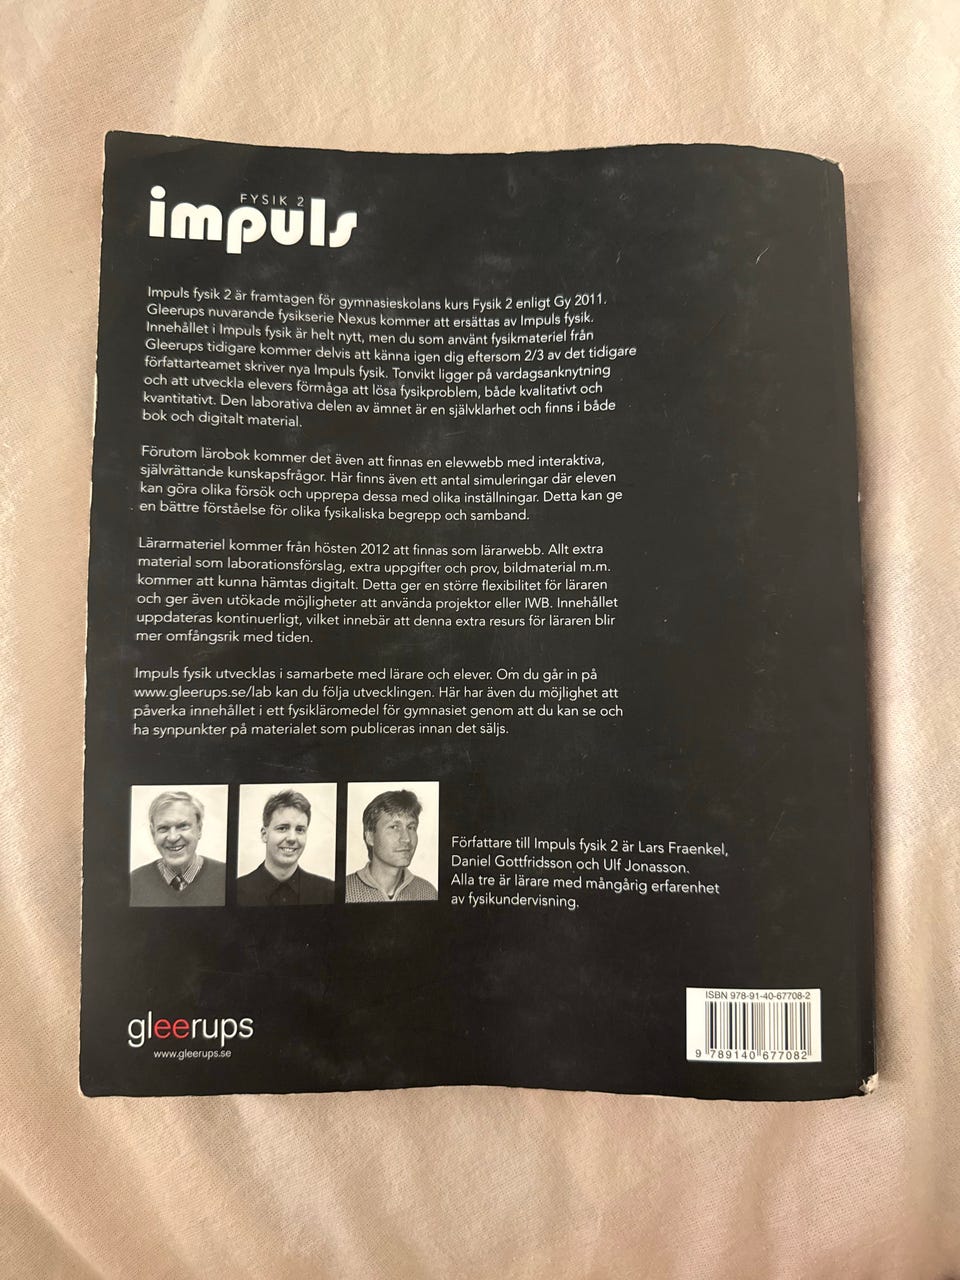 FYSIK 2
impuls
Impuls fysik 2 är framtagen för gymnasieskolans kurs Fysik 2 enligt Gy 2011.
Gleerups nuvarande fysikserie Nexus kommer att ersättas av Impuls fysik.
Innehållet i Impuls fysik är helt nytt, men du som använt fysikmateriel från
Gleerups tidigare kommer delvis att känna igen dig eftersom 2/3 av det tidigare
författarteamet skriver nya Impuls fysik. Tonvikt ligger på vardagsanknytning
och att utveckla elevers förmåga att lösa fysikproblem, både kvalitativt och
kvantitativt. Den laborativa delen av ämnet är en självklarhet och finns i både
bok och digitalt material.
Förutom lärobok kommer det även att finnas en elevwebb med interaktiva,
självrättande kunskapsfrågor. Här finns även ett antal simuleringar där eleven
kan göra olika försök och upprepa dessa med olika inställningar. Detta kan ge
en bättre förståelse för olika fysikaliska begrepp och samband.
Lärarmateriel kommer från hösten 2012 att finnas som lärarwebb. Allt extra
material som laborationsförslag, extra uppgifter och prov, bildmaterial m.m.
kommer att kunna hämtas digitalt. Detta ger en större flexibilitet för läraren
och ger även utökade möjligheter att använda projektor eller IWB. Innehållet
uppdateras kontinuerligt, vilket innebär att denna extra resurs för läraren blir
mer omfångsrik med tiden.
Impuls fysik utvecklas i samarbete med lärare och elever. Om du går in på
www.gleerups.se/lab kan du följa utvecklingen. Här har även du möjlighet att
påverka innehållet i ett fysikläromedel för gymnasiet genom att du kan se och
ha synpunkter på materialet som publiceras innan det säljs.
Författare till Impuls fysik 2 är Lars Fraenkel,
Daniel Gottfridsson och Ulf Jonasson.
Alla tre är lärare med mångårig erfarenhet
av fysikundervisning.
gleerups
www.gleerups.se
ISBN 978-91-40-67708-2
9 789140 677082